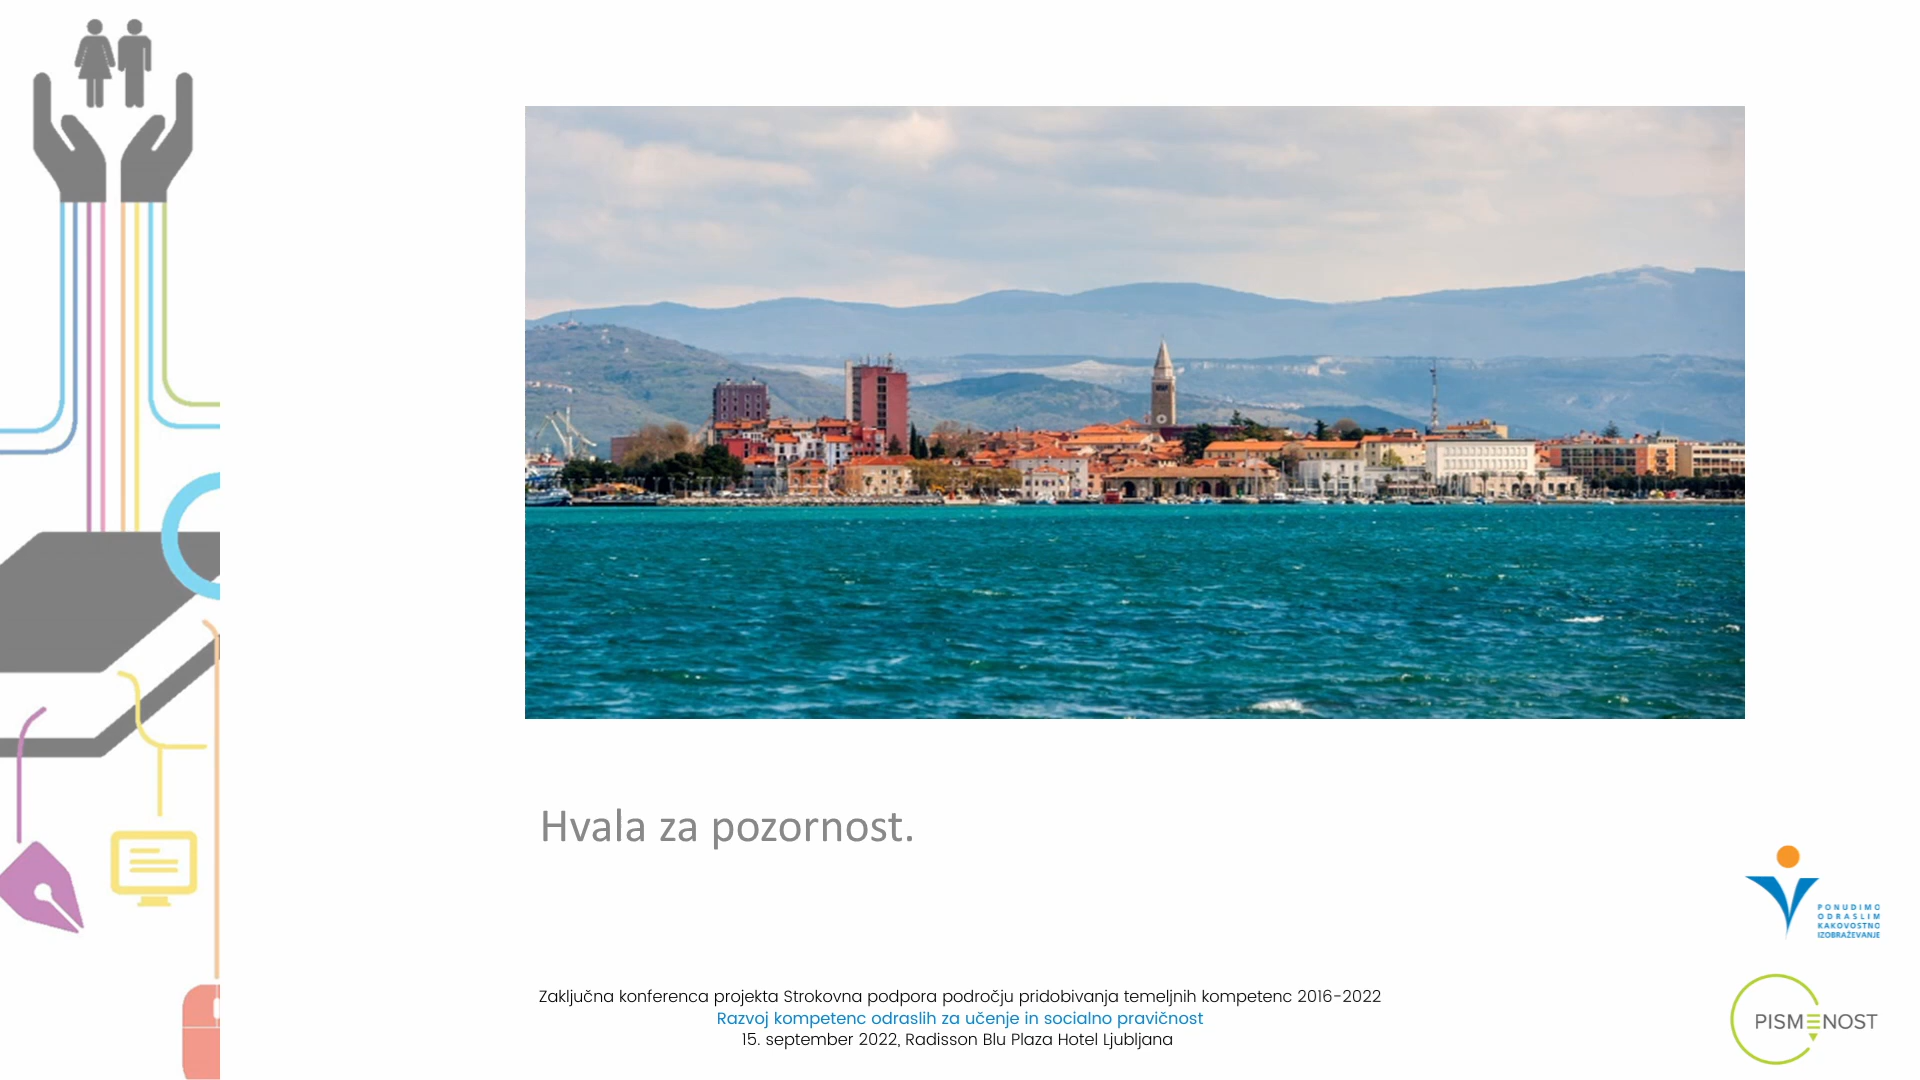 Hvala za pozornost.
PONUDIMO
ODRASLIM
KAKOVOSTNO
IZOBRAŽEVANJE
Zaključna konferenca projekta Strokovna podpora področju pridobivanja temeljnih kompetenc 2016-2022
Razvoj kompetenc odraslih za učenje in socialno pravičnost
15. september 2022, Radisson Blu Plaza Hotel Ljubljana
PISMENOST